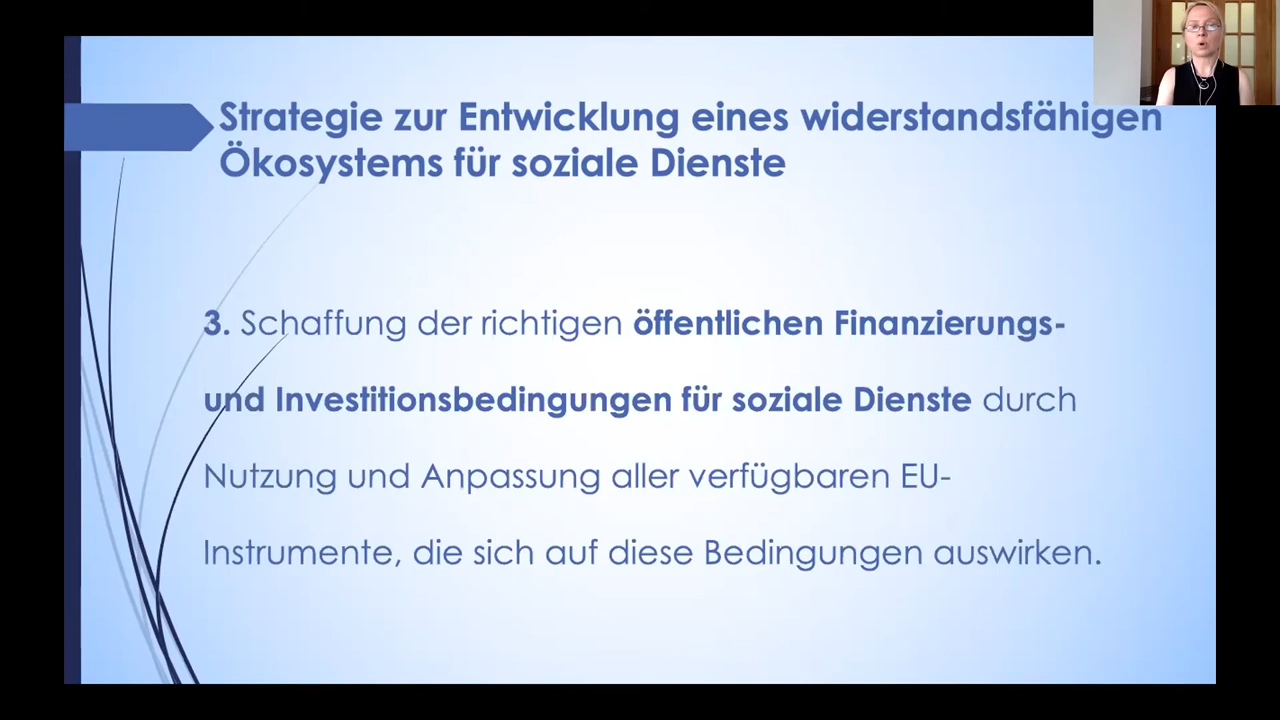 Strategie zur Entwicklung eines widerstandsfähigen
Ökosystems für soziale Dienste
3. Schaffung der richtigen öffentlichen Finanzierungs-
und Investitionsbedingungen für soziale Dienste durch
Nutzung und Anpassung aller verfügbaren EU-
Instrumente, die sich auf diese Bedingungen auswirken.